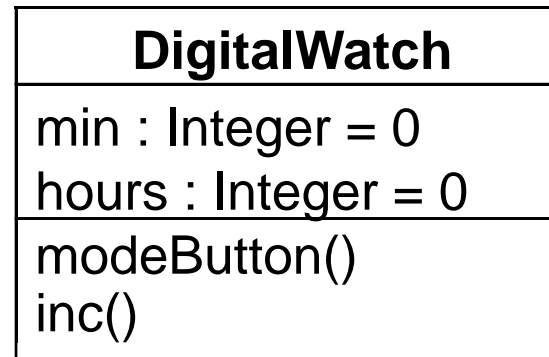 DigitalWatch
min : Integer = 0
hours : Integer = 0
modeButton()
inc()